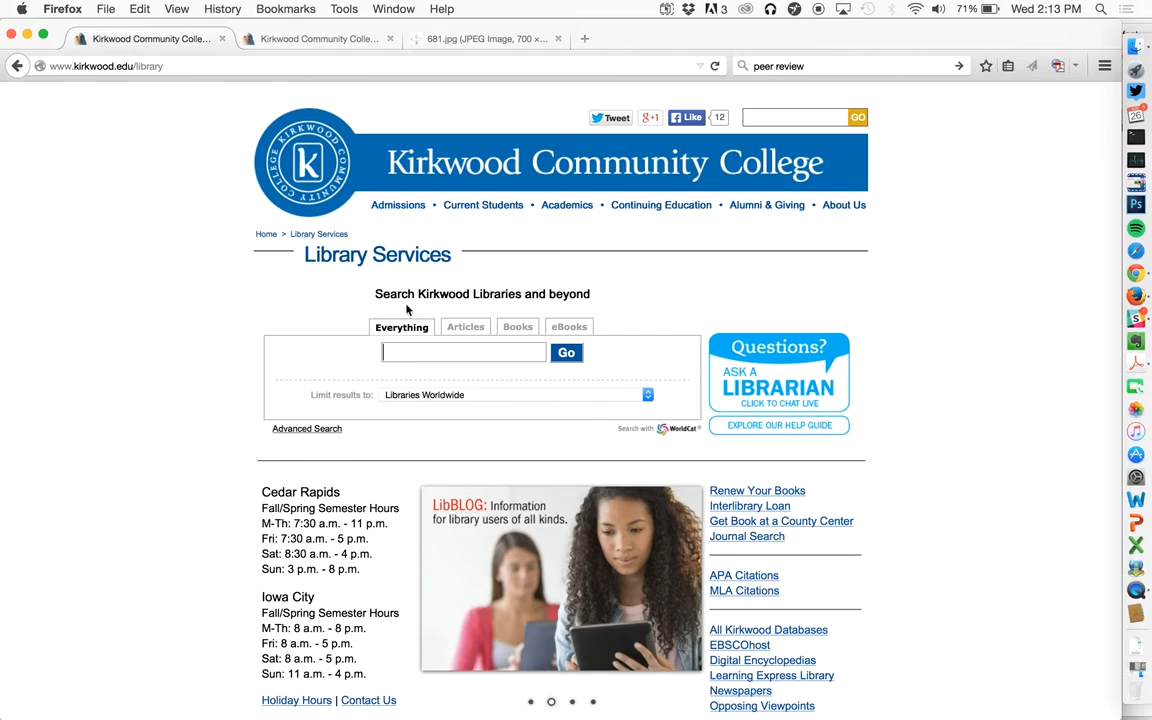 Firefox File Edit View History Bookmarks Tools Window Help 3 71% Wed 2:13 PM
Kirkwood Community Colle... Kirkwood Community Colle... 681.jpg (JPEG Image, 700 ×...
www.kirkwood.edu/library peer review
Tweet g+1 Like 12 GO
KIRKWOOD COMMUNITY COLLEGE k
Kirkwood Community College
Admissions • Current Students • Academics • Continuing Education • Alumni & Giving • About Us
Home > Library Services
Library Services
Search Kirkwood Libraries and beyond
Everything Articles Books eBooks
Go
Limit results to: Libraries Worldwide
Advanced Search Search with WorldCat
Questions?
ASK A
LIBRARIAN
CLICK TO CHAT LIVE
EXPLORE OUR HELP GUIDE
Cedar Rapids
Fall/Spring Semester Hours
M-Th: 7:30 a.m. - 11 p.m.
Fri: 7:30 a.m. - 5 p.m.
Sat: 8:30 a.m. - 4 p.m.
Sun: 3 p.m. - 8 p.m.
Iowa City
Fall/Spring Semester Hours
M-Th: 8 a.m. - 8 p.m.
Fri: 8 a.m. - 5 p.m.
Sat: 8 a.m. - 5 p.m.
Sun: 11 a.m. - 4 p.m.
Holiday Hours | Contact Us
LibBLOG: Information
for library users of all kinds.
Renew Your Books
Interlibrary Loan
Get Book at a County Center
Journal Search
APA Citations
MLA Citations
All Kirkwood Databases
EBSCOhost
Digital Encyclopedias
Learning Express Library
Newspapers
Opposing Viewpoints
26
Ps